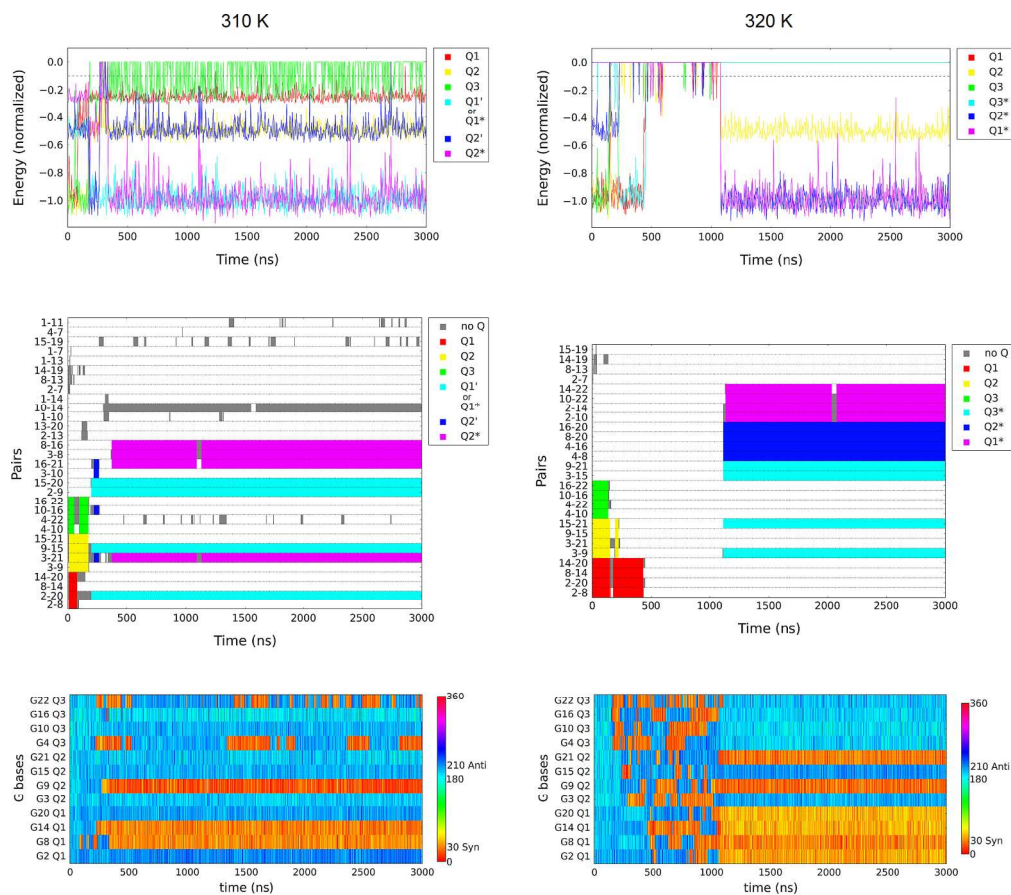 310 K
320 K
Energy (normalized)
0.0
−0.2
−0.4
−0.6
−0.8
−1.0
0 500 1000 1500 2000 2500 3000
Time (ns)
Q1
Q2
Q3
Q1'
or
Q1*
Q2'
Q2*
Energy (normalized)
0.0
−0.2
−0.4
−0.6
−0.8
−1.0
0 500 1000 1500 2000 2500 3000
Time (ns)
Q1
Q2
Q3
Q3*
Q2*
Q1*
Pairs
1-11
4-7
15-19
1-7
1-13
14-19
8-13
2-7
1-14
10-14
1-10
13-20
2-13
8-16
3-8
16-21
3-10
15-20
2-9
16-22
10-16
4-22
4-10
15-21
9-15
3-21
3-9
14-20
8-14
2-20
2-8
0 500 1000 1500 2000 2500 3000
Time (ns)
no Q
Q1
Q2
Q3
Q1'
or
Q1*
Q2'
Q2*
Pairs
15-19
14-19
8-13
2-7
14-22
10-22
2-14
2-10
16-20
8-20
4-16
4-8
9-21
3-15
16-22
10-16
4-22
4-10
15-21
9-15
3-21
3-9
14-20
8-14
2-20
2-8
0 500 1000 1500 2000 2500 3000
Time (ns)
no Q
Q1
Q2
Q3
Q3*
Q2*
Q1*
G bases
G22 Q3
G16 Q3
G10 Q3
G4 Q3
G21 Q2
G15 Q2
G9 Q2
G3 Q2
G20 Q1
G14 Q1
G8 Q1
G2 Q1
0 500 1000 1500 2000 2500 3000
time (ns)
360
210 Anti
180
30 Syn
0
G bases
G22 Q3
G16 Q3
G10 Q3
G4 Q3
G21 Q2
G15 Q2
G9 Q2
G3 Q2
G20 Q1
G14 Q1
G8 Q1
G2 Q1
0 500 1000 1500 2000 2500 3000
time (ns)
360
210 Anti
180
30 Syn
0